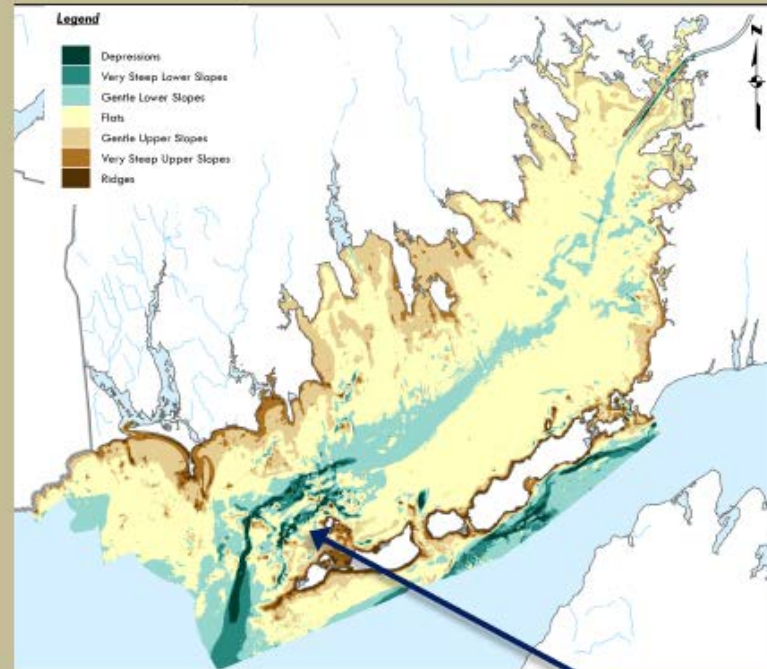 Legend
Depressions
Very Steep Lower Slopes
Gentle Lower Slopes
Flats
Gentle Upper Slopes
Very Steep Upper Slopes
Ridges
N